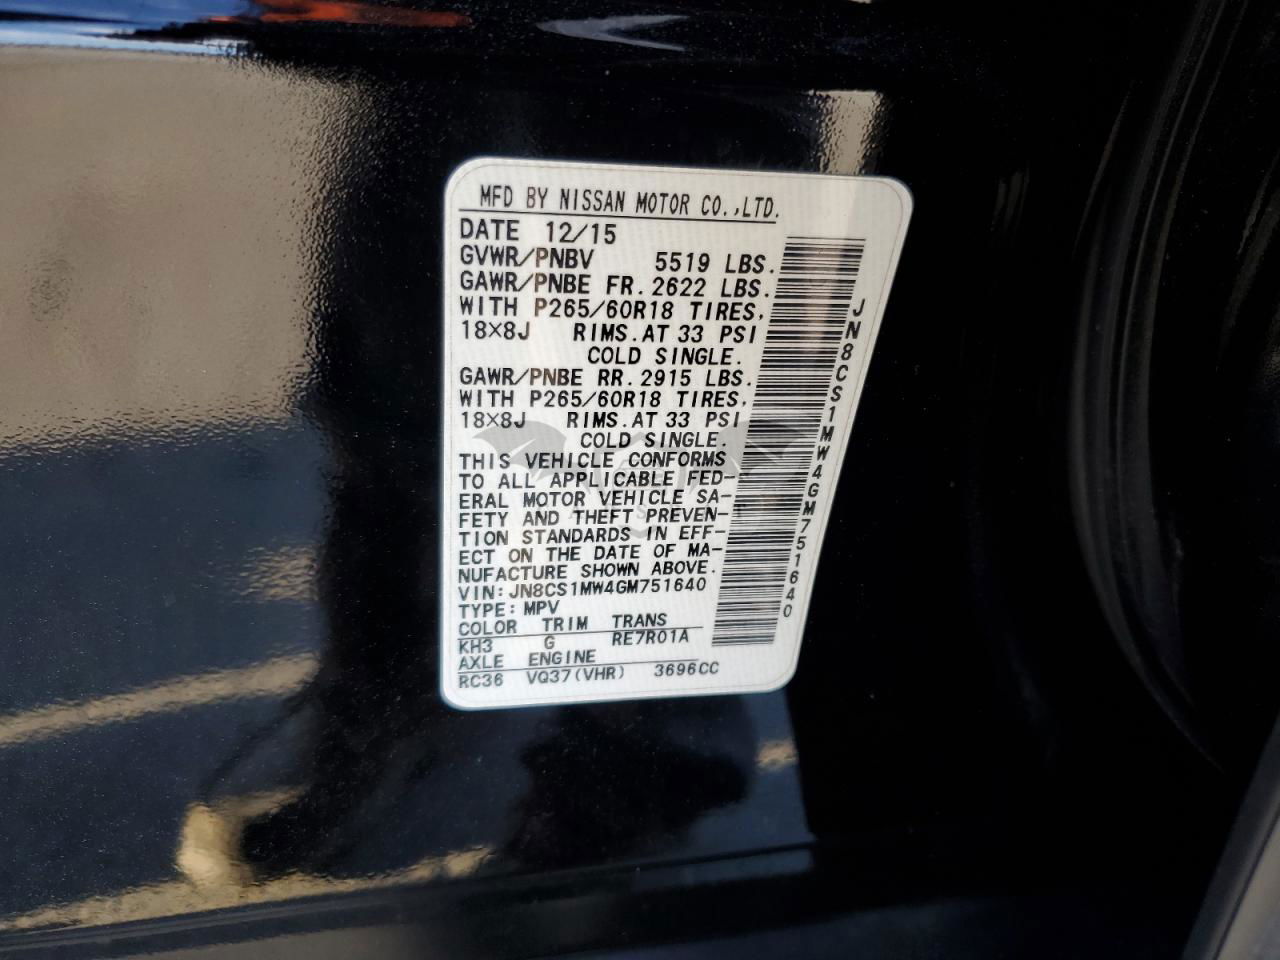 MFD BY NISSAN MOTOR CO.,LTD.
DATE 12/15
GVWR/PNBV 5519 LBS.
GAWR/PNBE FR.2622 LBS.
WITH P265/60R18 TIRES,
18×8J RIMS.AT 33 PSI
COLD SINGLE.
GAWR/PNBE RR.2915 LBS.
WITH P265/60R18 TIRES,
18×8J RIMS.AT 33 PSI
COLD SINGLE.
THIS VEHICLE CONFORMS
TO ALL APPLICABLE FED-
ERAL MOTOR VEHICLE SA-
FETY AND THEFT PREVEN-
TION STANDARDS IN EFF-
ECT ON THE DATE OF MA-
NUFACTURE SHOWN ABOVE.
VIN:JN8CS1MW4GM751640
TYPE:MPV
COLOR TRIM TRANS
KH3 G RE7R01A
AXLE ENGINE
RC36 VQ37(VHR) 3696CC
JN8CS1MW4GM751640